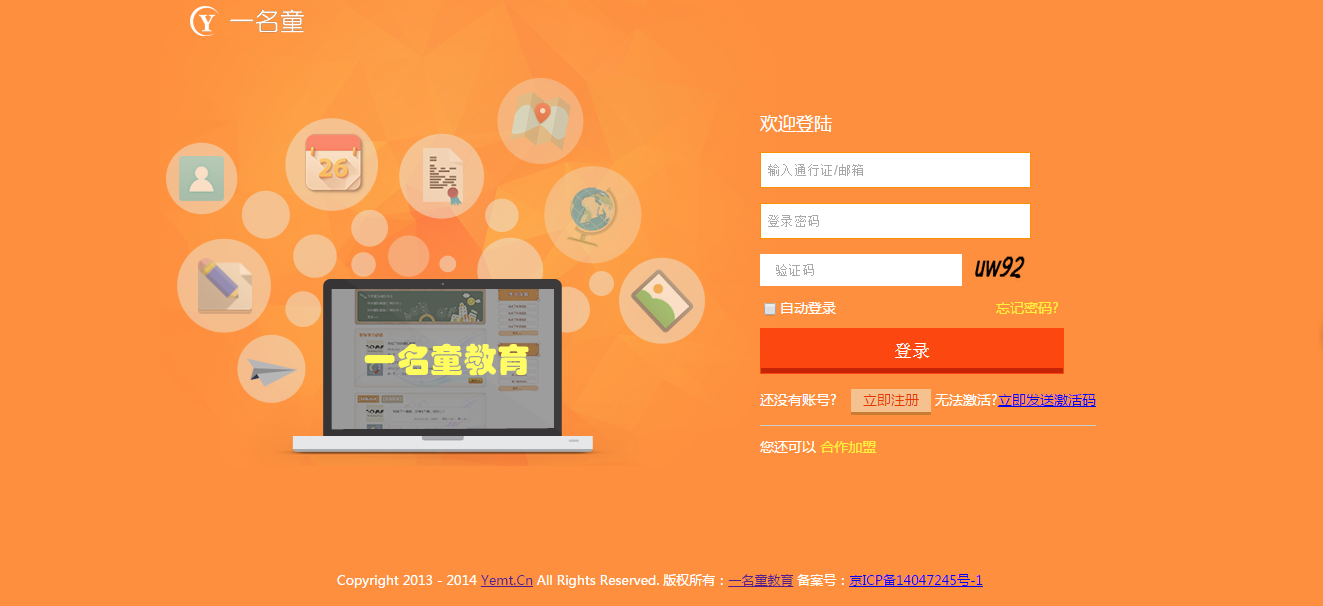 Y 一名童
欢迎登陆
输入通行证/邮箱
登录密码
验证码 uw92
自动登录 忘记密码?
登录
还没有账号? 立即注册 无法激活?立即发送激活码
您还可以 合作加盟
26
一名童教育
Copyright 2013 - 2014 Yemt.Cn All Rights Reserved. 版权所有：一名童教育 备案号：京ICP备14047245号-1